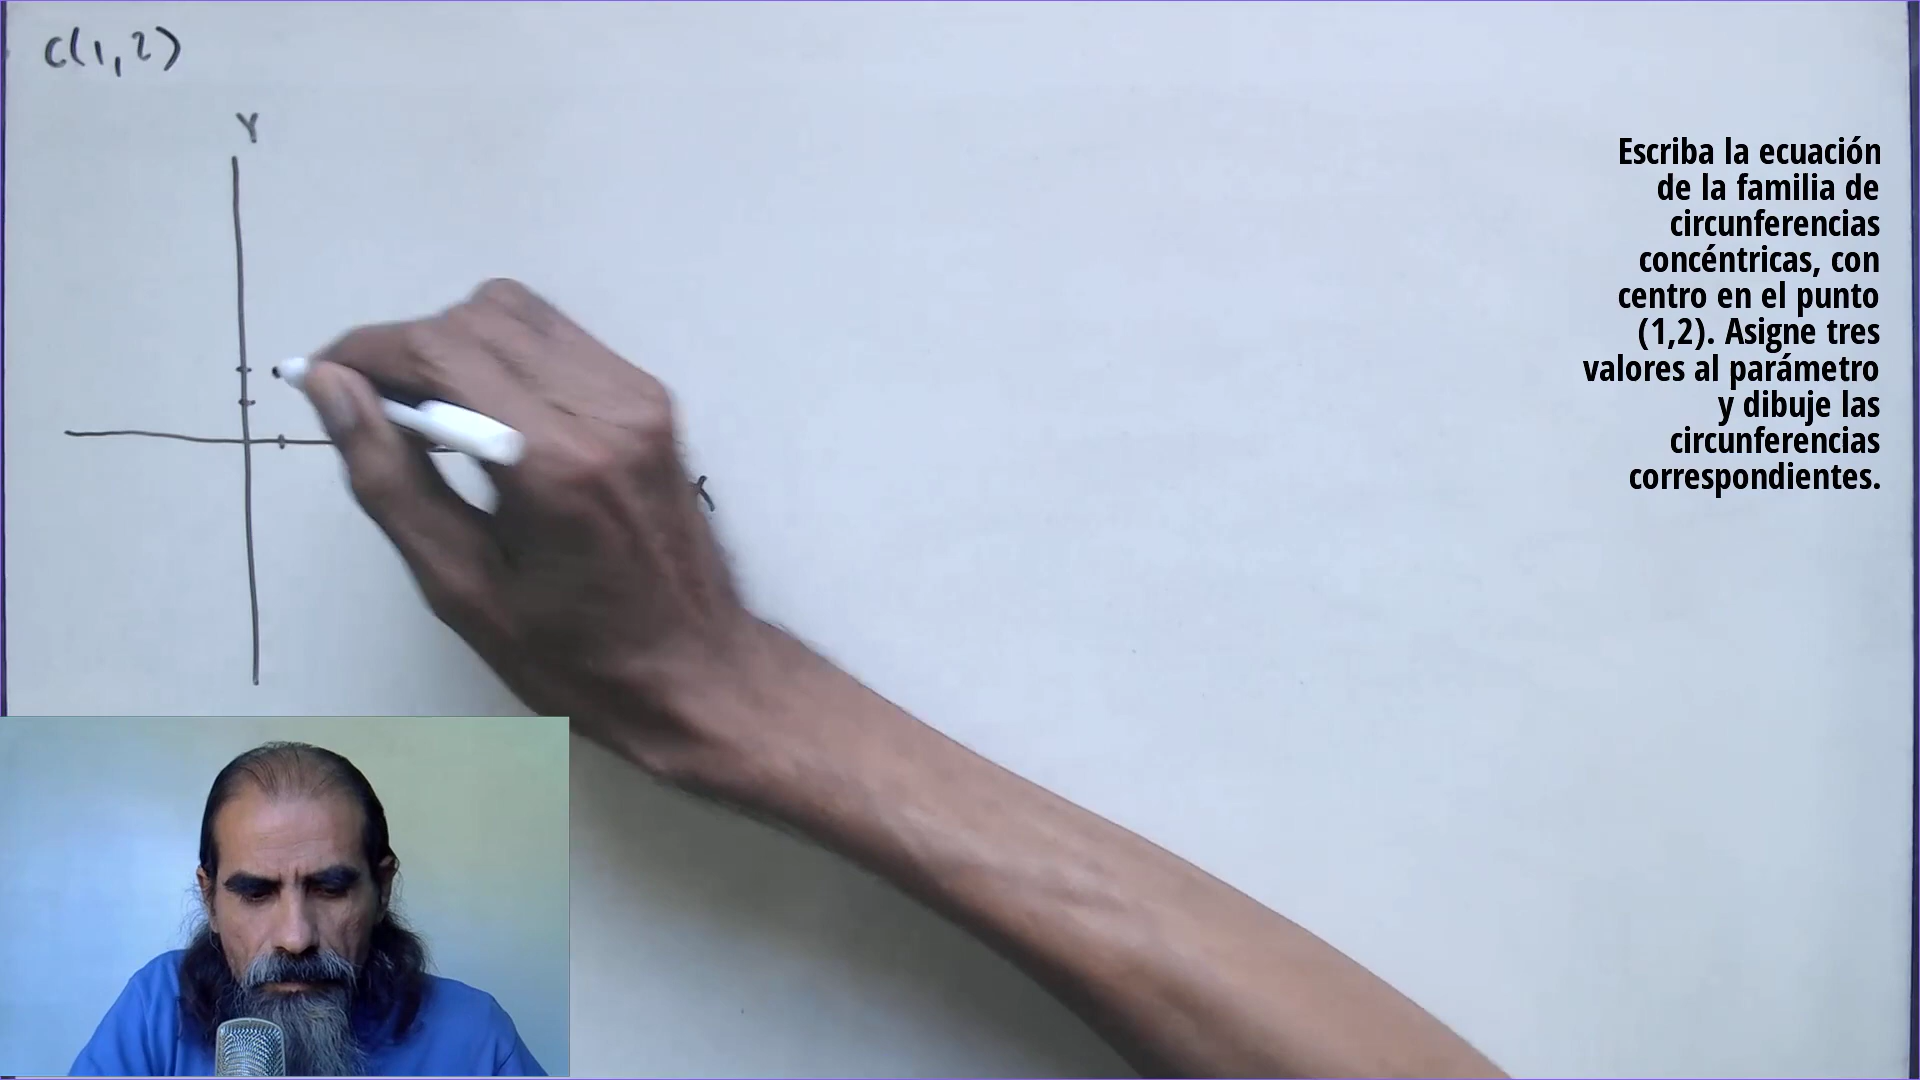 C(1,2)
Y
X
Escriba la ecuación
de la familia de
circunferencias
concéntricas, con
centro en el punto
(1,2). Asigne tres
valores al parámetro
y dibuje las
circunferencias
correspondientes.